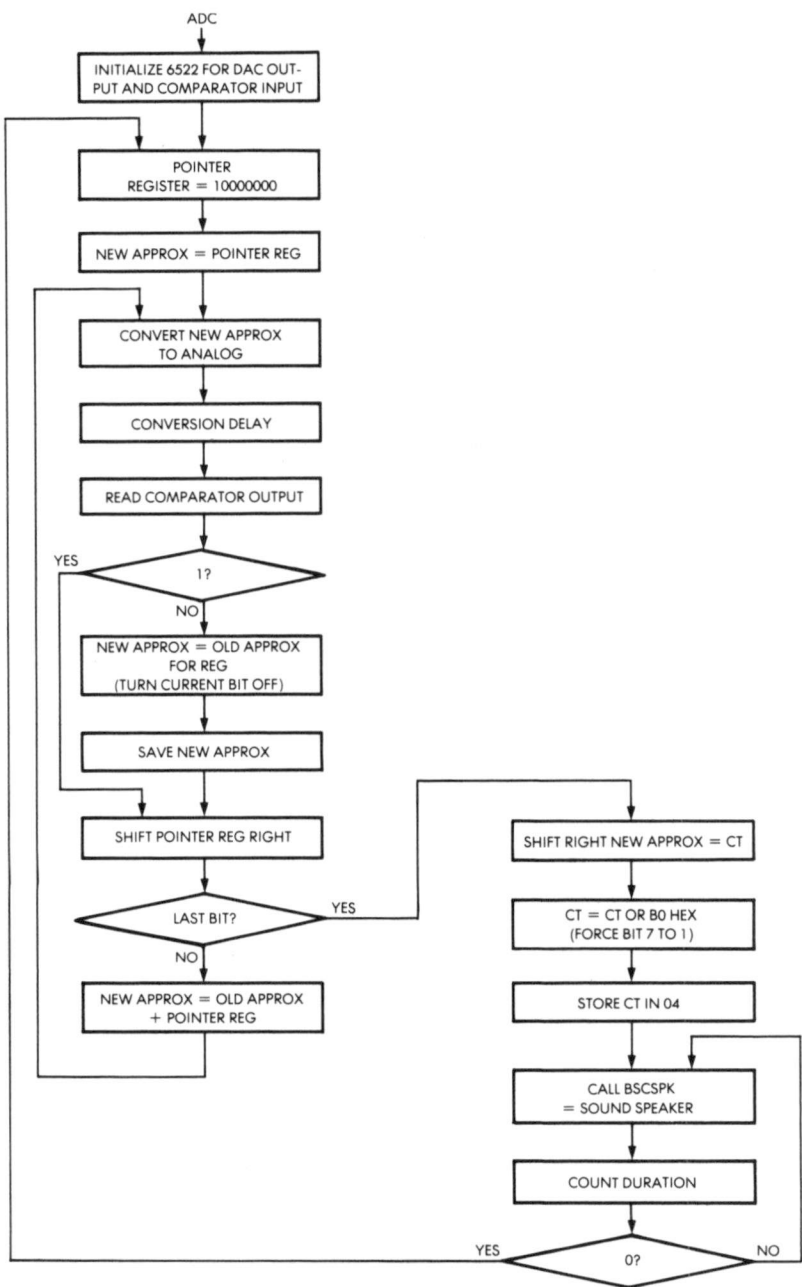 ADC
INITIALIZE 6522 FOR DAC OUT-
PUT AND COMPARATOR INPUT
POINTER
REGISTER = 10000000
NEW APPROX = POINTER REG
CONVERT NEW APPROX
TO ANALOG
CONVERSION DELAY
READ COMPARATOR OUTPUT
YES
1?
NO
NEW APPROX = OLD APPROX
FOR REG
(TURN CURRENT BIT OFF)
SAVE NEW APPROX
SHIFT POINTER REG RIGHT
LAST BIT?
YES
NO
NEW APPROX = OLD APPROX
+ POINTER REG
SHIFT RIGHT NEW APPROX = CT
CT = CT OR B0 HEX
(FORCE BIT 7 TO 1)
STORE CT IN 04
CALL BSCSPK
= SOUND SPEAKER
COUNT DURATION
YES
0?
NO